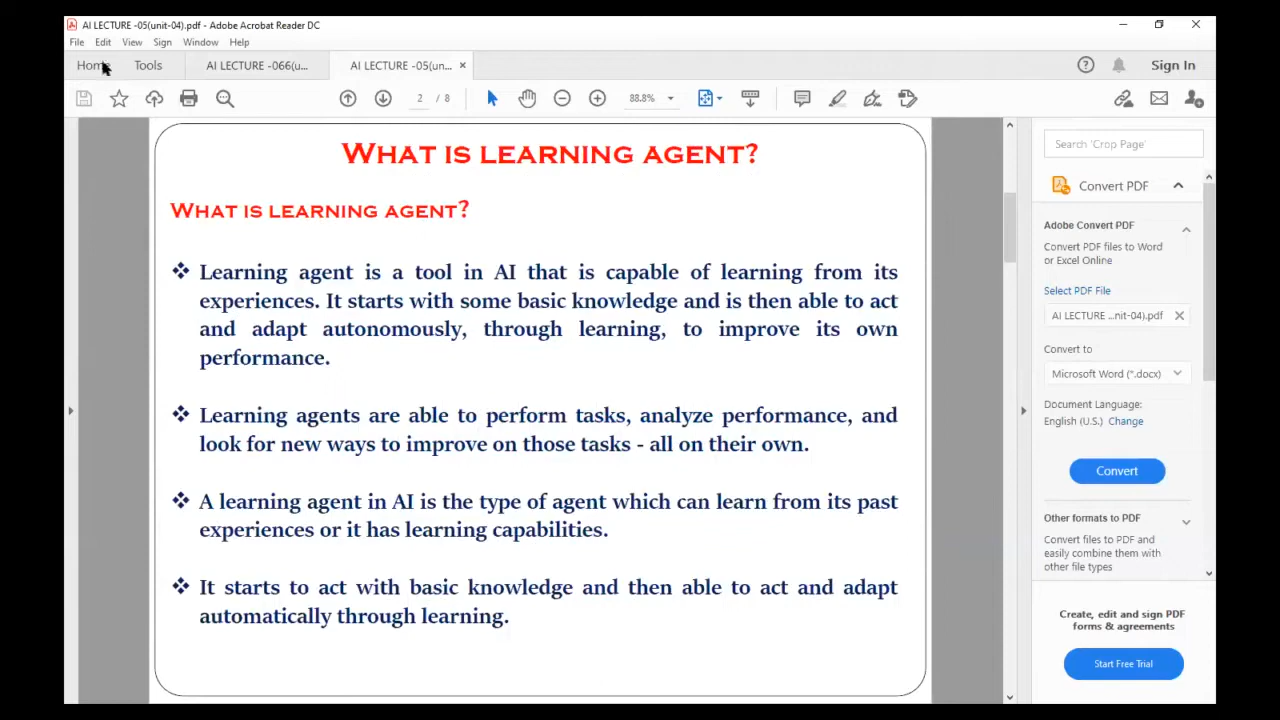 AI LECTURE -05(unit-04).pdf - Adobe Acrobat Reader DC
File Edit View Sign Window Help
Home Tools AI LECTURE -066(u... AI LECTURE -05(un... × Sign In
2 / 8 88.8%
WHAT IS LEARNING AGENT?
WHAT IS LEARNING AGENT?
❖ Learning agent is a tool in AI that is capable of learning from its
experiences. It starts with some basic knowledge and is then able to act
and adapt autonomously, through learning, to improve its own
performance.
❖ Learning agents are able to perform tasks, analyze performance, and
look for new ways to improve on those tasks - all on their own.
❖ A learning agent in AI is the type of agent which can learn from its past
experiences or it has learning capabilities.
❖ It starts to act with basic knowledge and then able to act and adapt
automatically through learning.
Search 'Crop Page'
Convert PDF
Adobe Convert PDF
Convert PDF files to Word
or Excel Online
Select PDF File
AI LECTURE ...nit-04).pdf ×
Convert to
Microsoft Word (*.docx)
Document Language:
English (U.S.) Change
Convert
Other formats to PDF
Convert files to PDF and
easily combine them with
other file types
Create, edit and sign PDF
forms & agreements
Start Free Trial